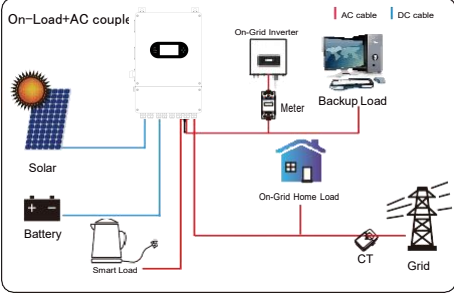 On-Load+AC couple
On-Grid Inverter
AC cable
DC cable
Meter
Backup Load
Solar
On-Grid Home Load
Battery
Smart Load
CT
Grid